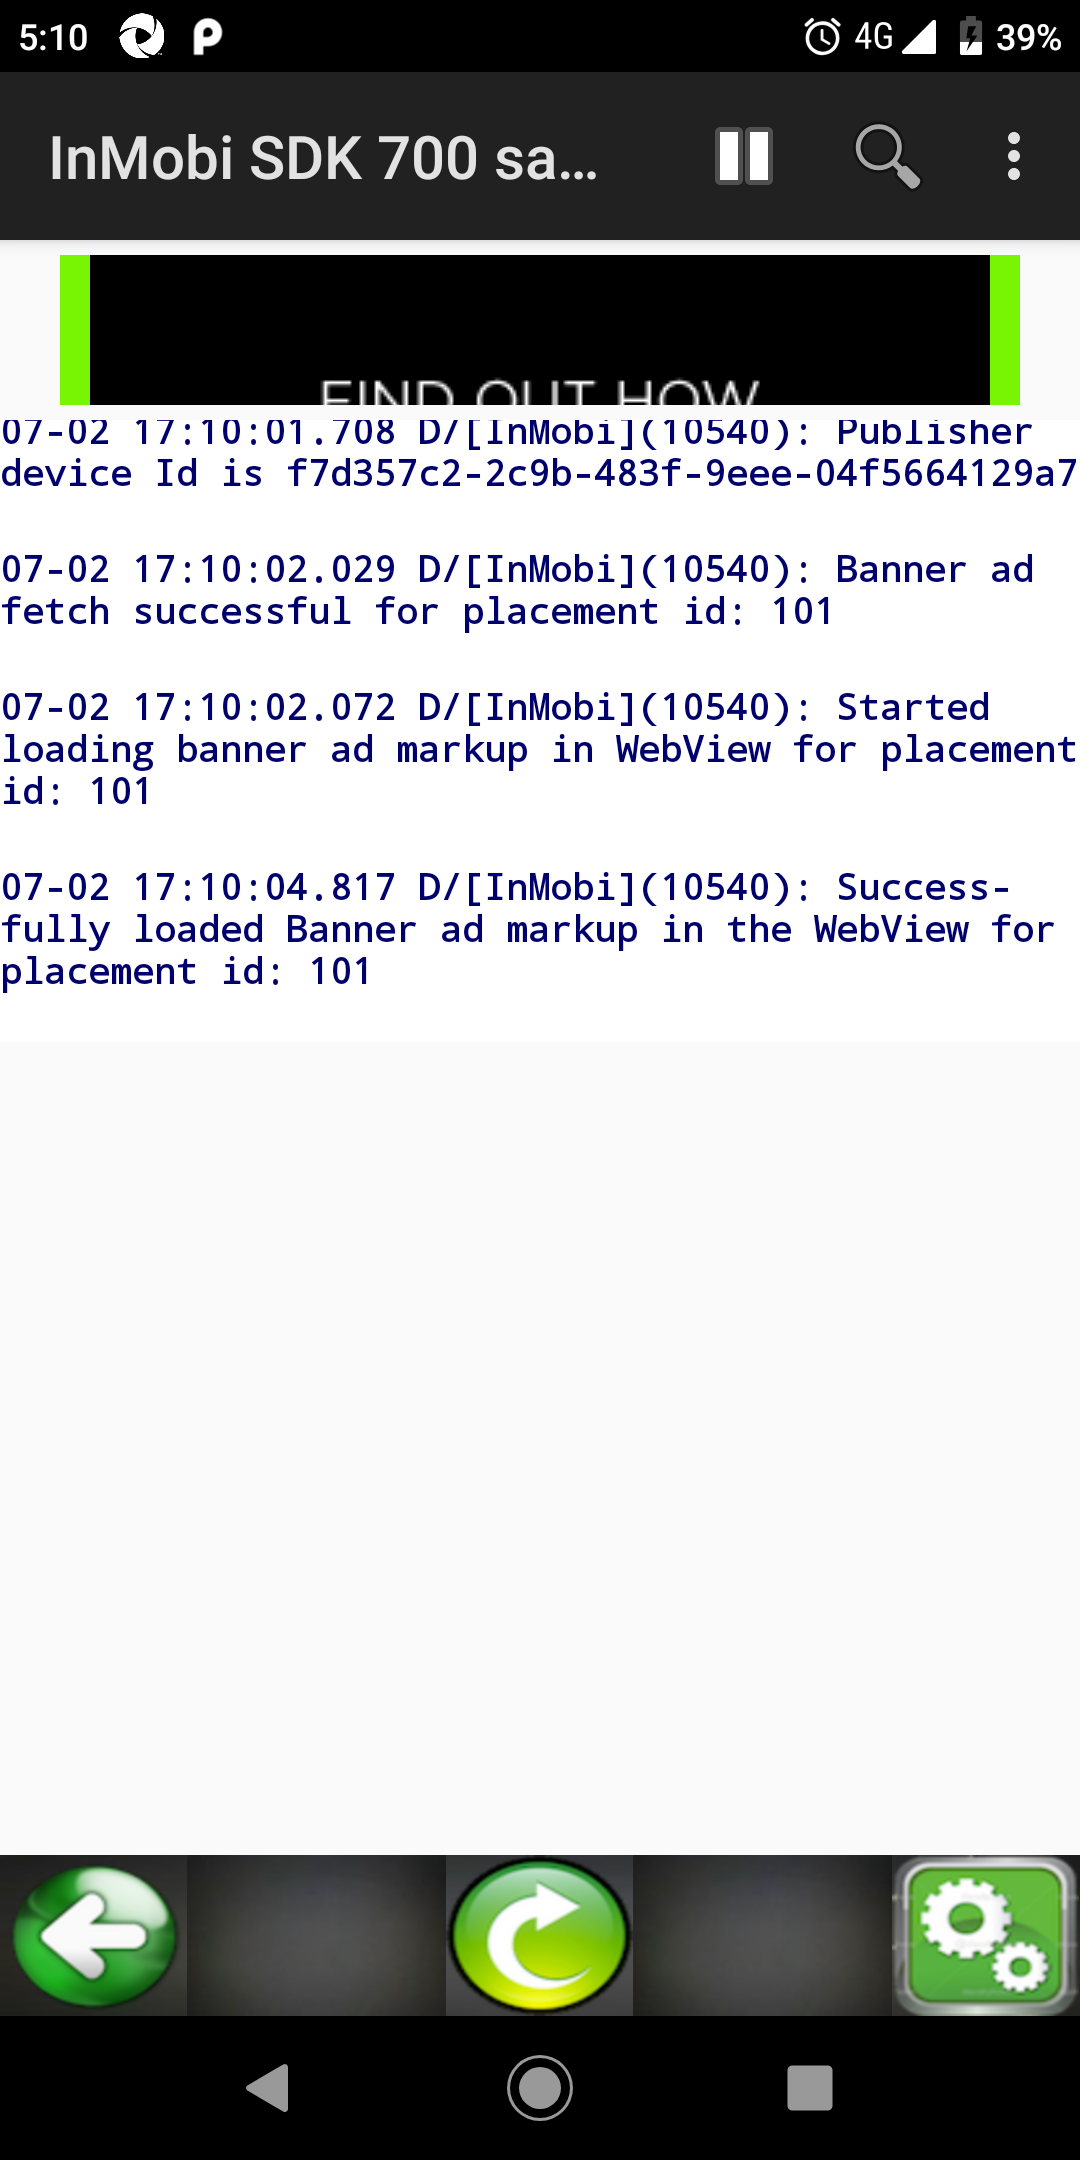 5:10
4G
39%
InMobi SDK 700 sa...
FIND OUT HOW
07-02 17:10:01.708 D/[InMobi](10540): Publisher
device Id is f7d357c2-2c9b-483f-9eee-04f5664129a7
07-02 17:10:02.029 D/[InMobi](10540): Banner ad
fetch successful for placement id: 101
07-02 17:10:02.072 D/[InMobi](10540): Started
loading banner ad markup in WebView for placement
id: 101
07-02 17:10:04.817 D/[InMobi](10540): Success-
fully loaded Banner ad markup in the WebView for
placement id: 101